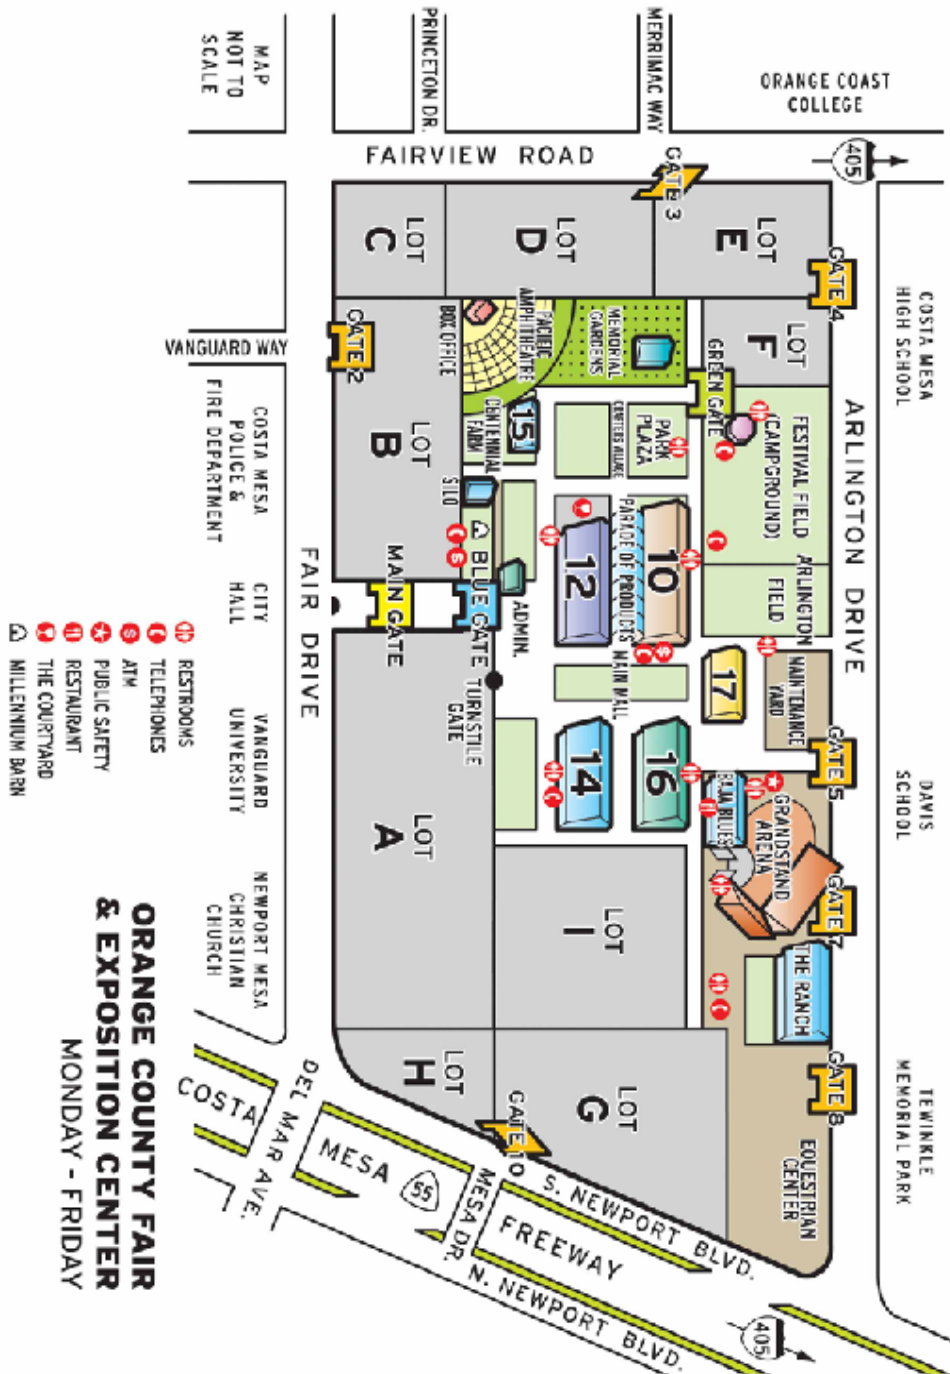 ORANGE COAST
COLLEGE
COSTA MESA
HIGH SCHOOL
DAVIS
SCHOOL
TEWINKLE
MEMORIAL PARK
405
ARLINGTON DRIVE
MERRIMAC WAY
PRINCETON DR.
FAIRVIEW ROAD
GATE 3
GATE 4
GATE 5
GATE 7
GATE 8
LOT
E
LOT
F
GREEN GATE
FESTIVAL FIELD
(CAMPGROUND)
ARLINGTON
FIELD
MAINTENANCE
YARD
17
GRANDSTAND
ARENA
BAJA BLUES
THE RANCH
EQUESTRIAN
CENTER
LOT
D
MEMORIAL
GARDENS
PARK
PLAZA
CRAFTERS VILLAGE
10
PARADE OF PRODUCTS
12
MAIN MALL
16
14
LOT
I
LOT
G
PACIFIC
AMPHITHEATRE
BOX OFFICE
15
CENTENNIAL
FARM
SILO
ADMIN.
BLUE GATE
TURNSTILE
GATE
LOT
C
LOT
B
GATE 2
MAIN GATE
LOT
A
LOT
H
GATE 10
S. NEWPORT BLVD.
FREEWAY
N. NEWPORT BLVD.
405
MESA DR.
55
COSTA
MESA
DEL MAR AVE.
FAIR DRIVE
VANGUARD WAY
MAP
NOT TO
SCALE
COSTA MESA
POLICE &
FIRE DEPARTMENT
CITY
HALL
VANGUARD
UNIVERSITY
NEWPORT MESA
CHRISTIAN
CHURCH
RESTROOMS
TELEPHONES
$ ATM
PUBLIC SAFETY
RESTAURANT
THE COURTYARD
MILLENNIUM BARN
ORANGE COUNTY FAIR
& EXPOSITION CENTER
MONDAY - FRIDAY